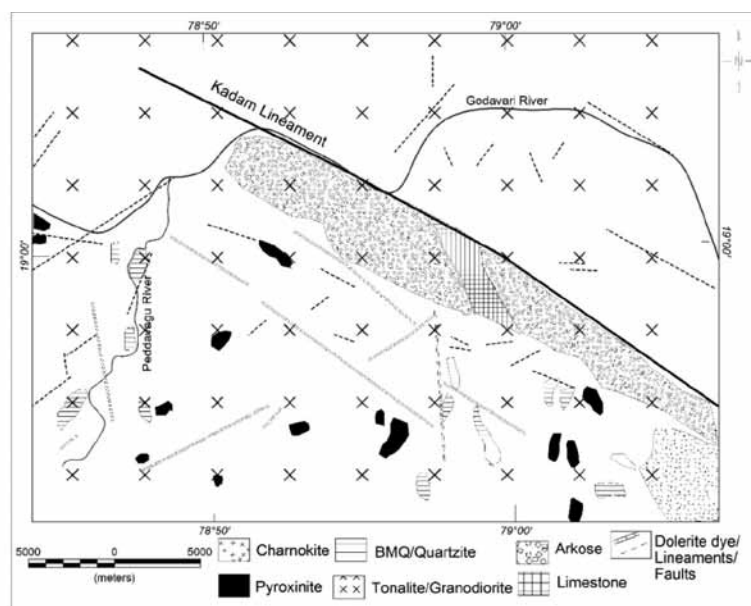 78°50'
79°00'
Kadam Lineament
Godavari River
19°00'
19°00'
Peddavagu River
78°50'
79°00'
5000 0 5000
(meters)
Charnokite
BMQ/Quartzite
Arkose
Dolerite dye/
Lineaments/
Faults
Pyroxinite
Tonalite/Granodiorite
Limestone